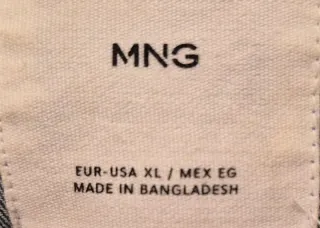 MNG
EUR-USA XL / MEX EG
MADE IN BANGLADESH